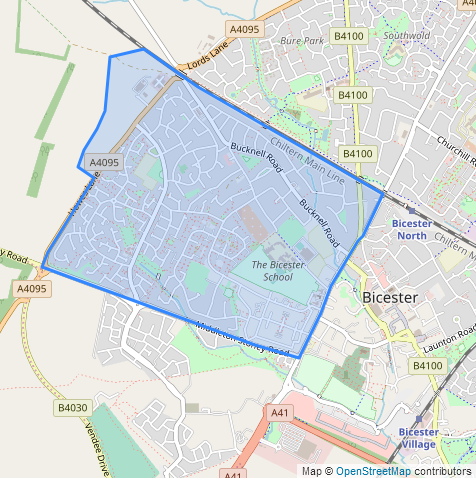 A4095
Lords Lane
Bure Park
B4100
Southwold
B4100
Churchill R
Bucknell Road
Chiltern Main Line
B4100
A4095
Howes Lane
Bucknell Road
Bicester
North
Chiltern M
y Road
A4095
The Bicester
School
Bicester
Middleton Stoney Road
Launton Road
B4100
B4030
Vendee Drive
A41
Bicester
Village
A41
Map © OpenStreetMap contributors